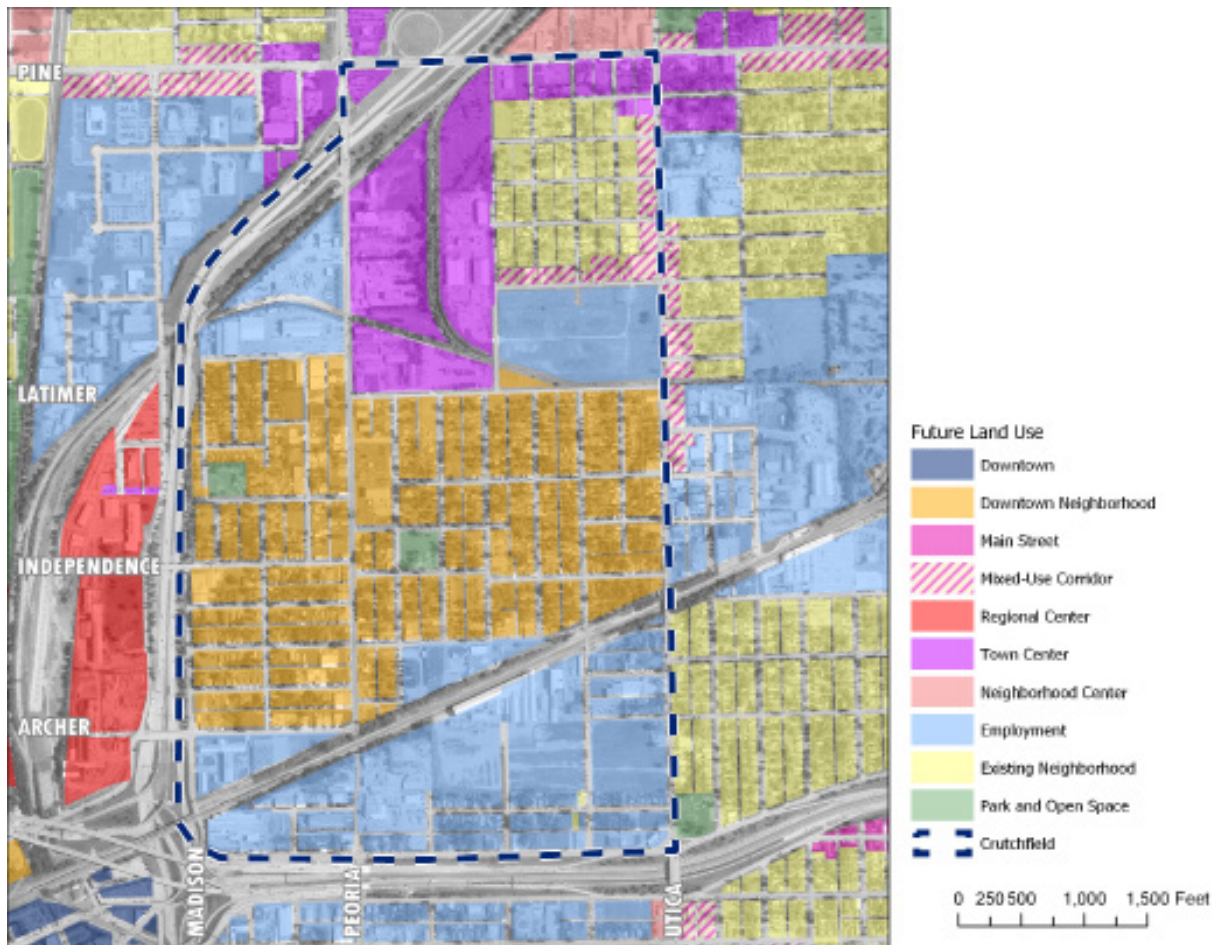 PINE
LATIMER
INDEPENDENCE
ARCHER
MADISON
PEORIA
UTICA
Future Land Use
Downtown
Downtown Neighborhood
Main Street
Mixed-Use Corridor
Regional Center
Town Center
Neighborhood Center
Employment
Existing Neighborhood
Park and Open Space
Crutchfield
0 250 500 1,000 1,500 Feet